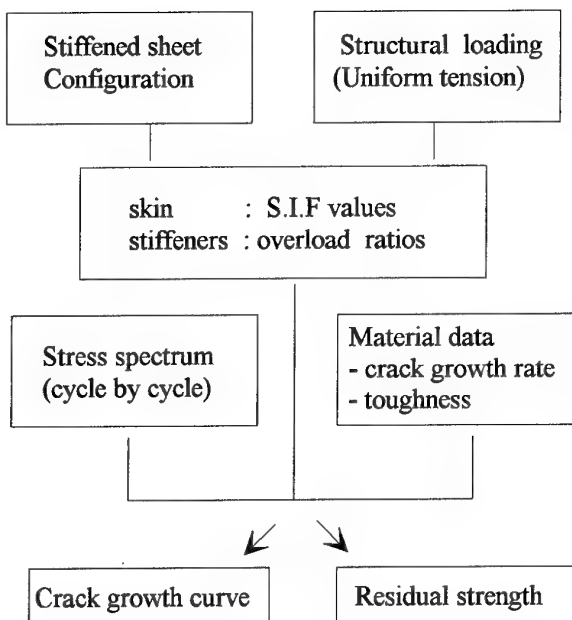 Stiffened sheet
Configuration
Structural loading
(Uniform tension)
skin : S.I.F values
stiffeners : overload ratios
Stress spectrum
(cycle by cycle)
Material data
- crack growth rate
- toughness
Crack growth curve
Residual strength